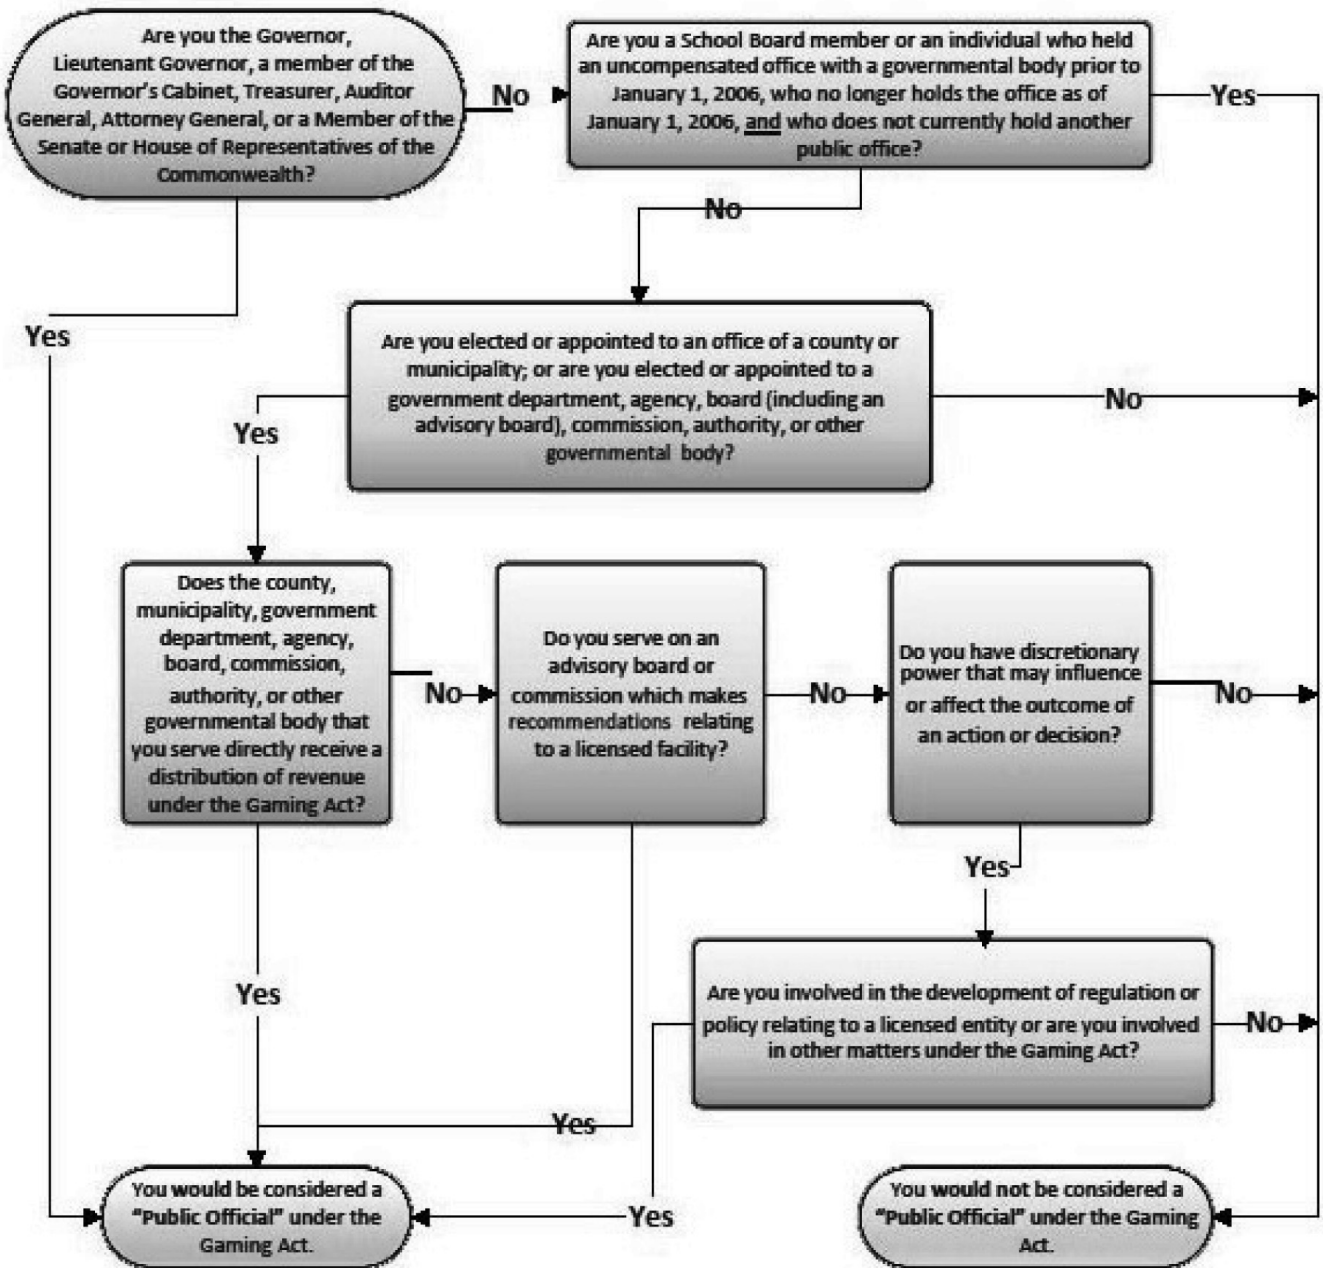 Are you the Governor,
Lieutenant Governor, a member of the
Governor's Cabinet, Treasurer, Auditor
General, Attorney General, or a Member of the
Senate or House of Representatives of the
Commonwealth?
No
Are you a School Board member or an individual who held
an uncompensated office with a governmental body prior to
January 1, 2006, who no longer holds the office as of
January 1, 2006, and who does not currently hold another
public office?
Yes
No
Yes
Are you elected or appointed to an office of a county or
municipality; or are you elected or appointed to a
government department, agency, board (including an
advisory board), commission, authority, or other
governmental body?
No
Yes
Does the county,
municipality, government
department, agency,
board, commission,
authority, or other
governmental body that
you serve directly receive a
distribution of revenue
under the Gaming Act?
No
Do you serve on an
advisory board or
commission which makes
recommendations relating
to a licensed facility?
No
Do you have discretionary
power that may influence
or affect the outcome of
an action or decision?
No
Yes
Yes
Are you involved in the development of regulation or
policy relating to a licensed entity or are you involved
in other matters under the Gaming Act?
No
Yes
You would be considered a
"Public Official" under the
Gaming Act.
Yes
You would not be considered a
"Public Official" under the Gaming
Act.